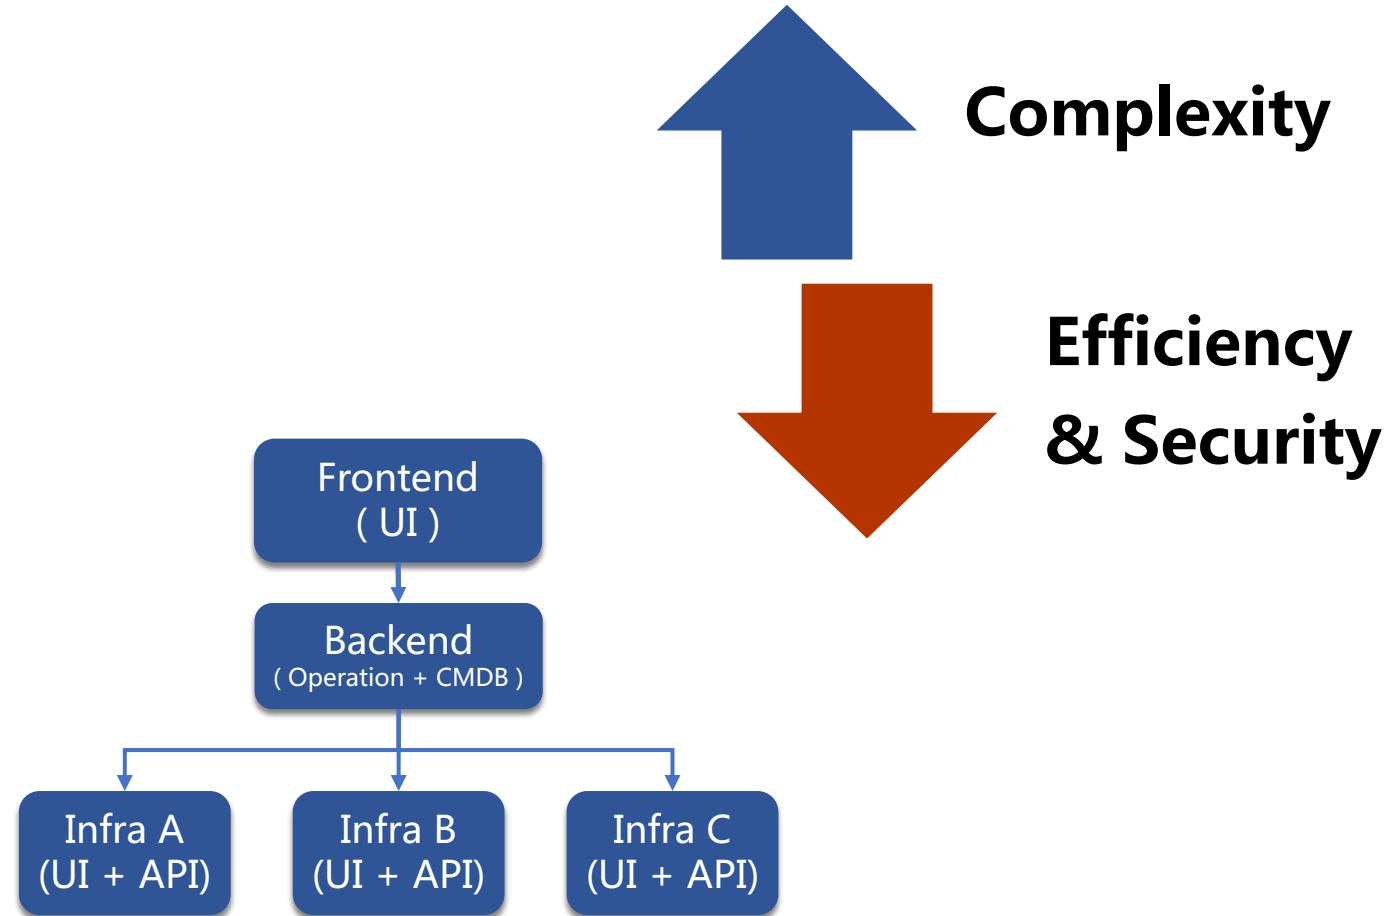 Complexity
Efficiency
& Security
Frontend
( UI )
Backend
( Operation + CMDB )
Infra A
(UI + API)
Infra B
(UI + API)
Infra C
(UI + API)